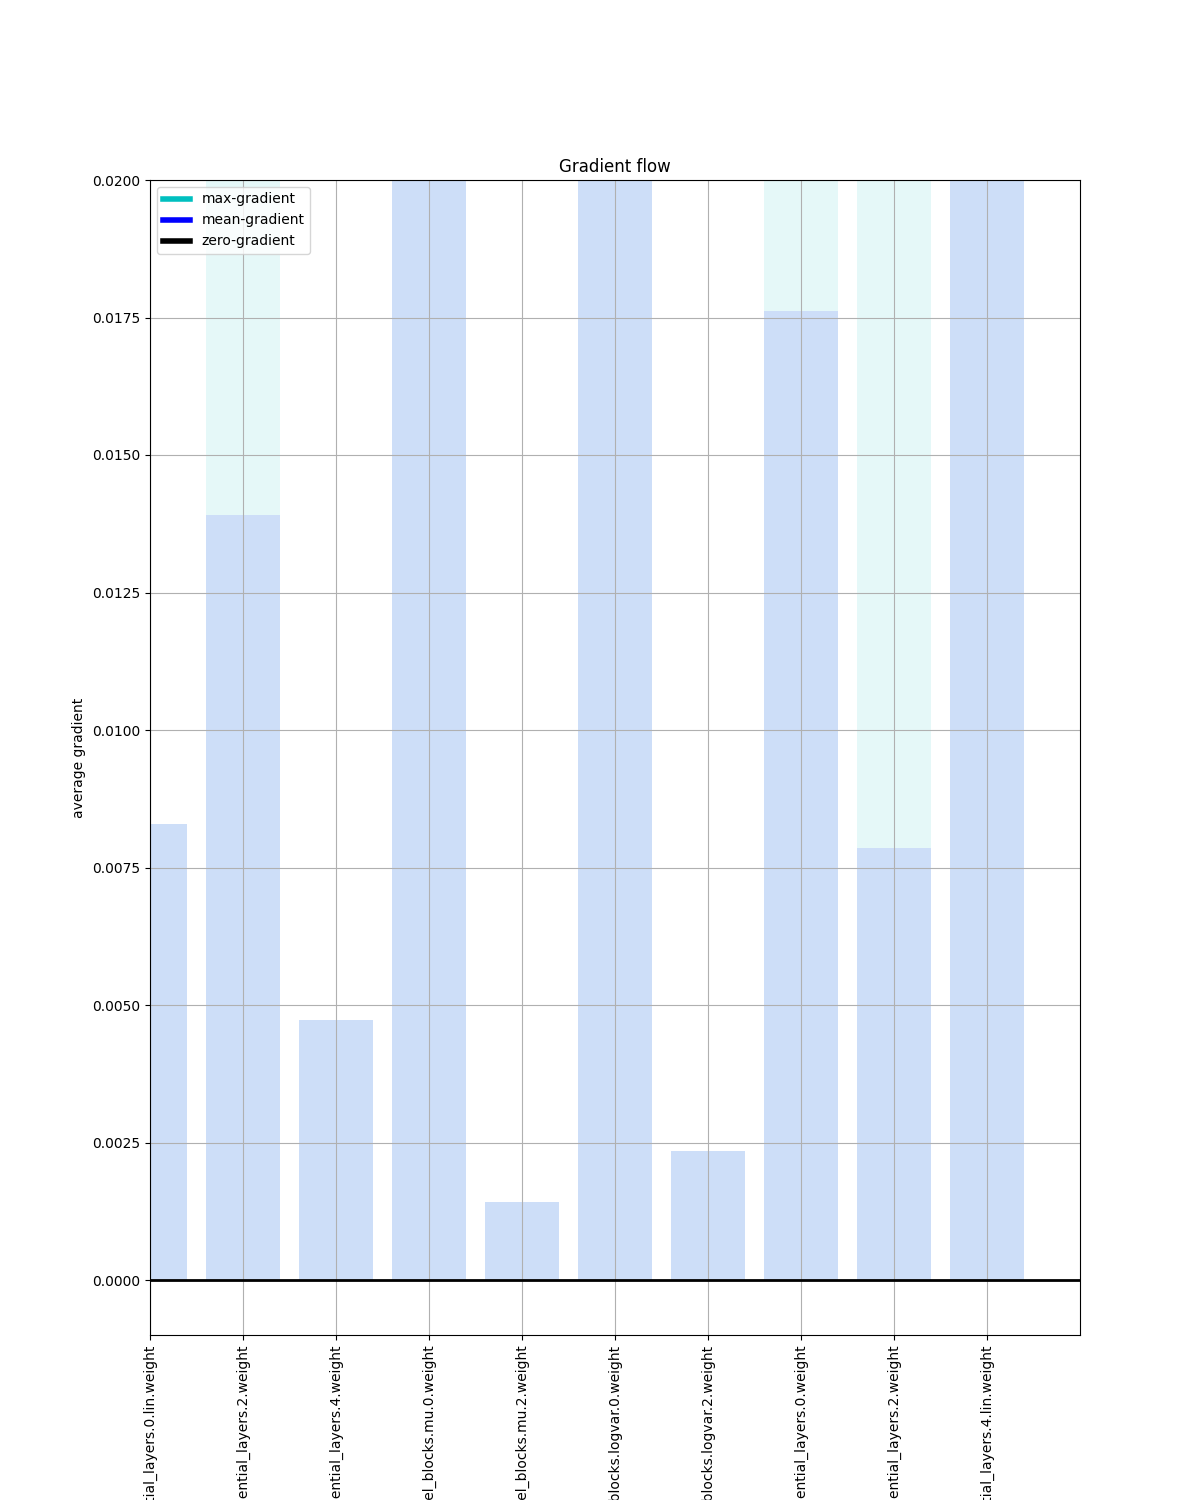 Gradient flow
max-gradient
mean-gradient
zero-gradient
0.0200
0.0175
0.0150
0.0125
0.0100
0.0075
0.0050
0.0025
0.0000
average gradient
tial_layers.0.lin.weight
ential_layers.2.weight
ential_layers.4.weight
el_blocks.mu.0.weight
el_blocks.mu.2.weight
blocks.logvar.0.weight
blocks.logvar.2.weight
ential_layers.0.weight
ential_layers.2.weight
tial_layers.4.lin.weight